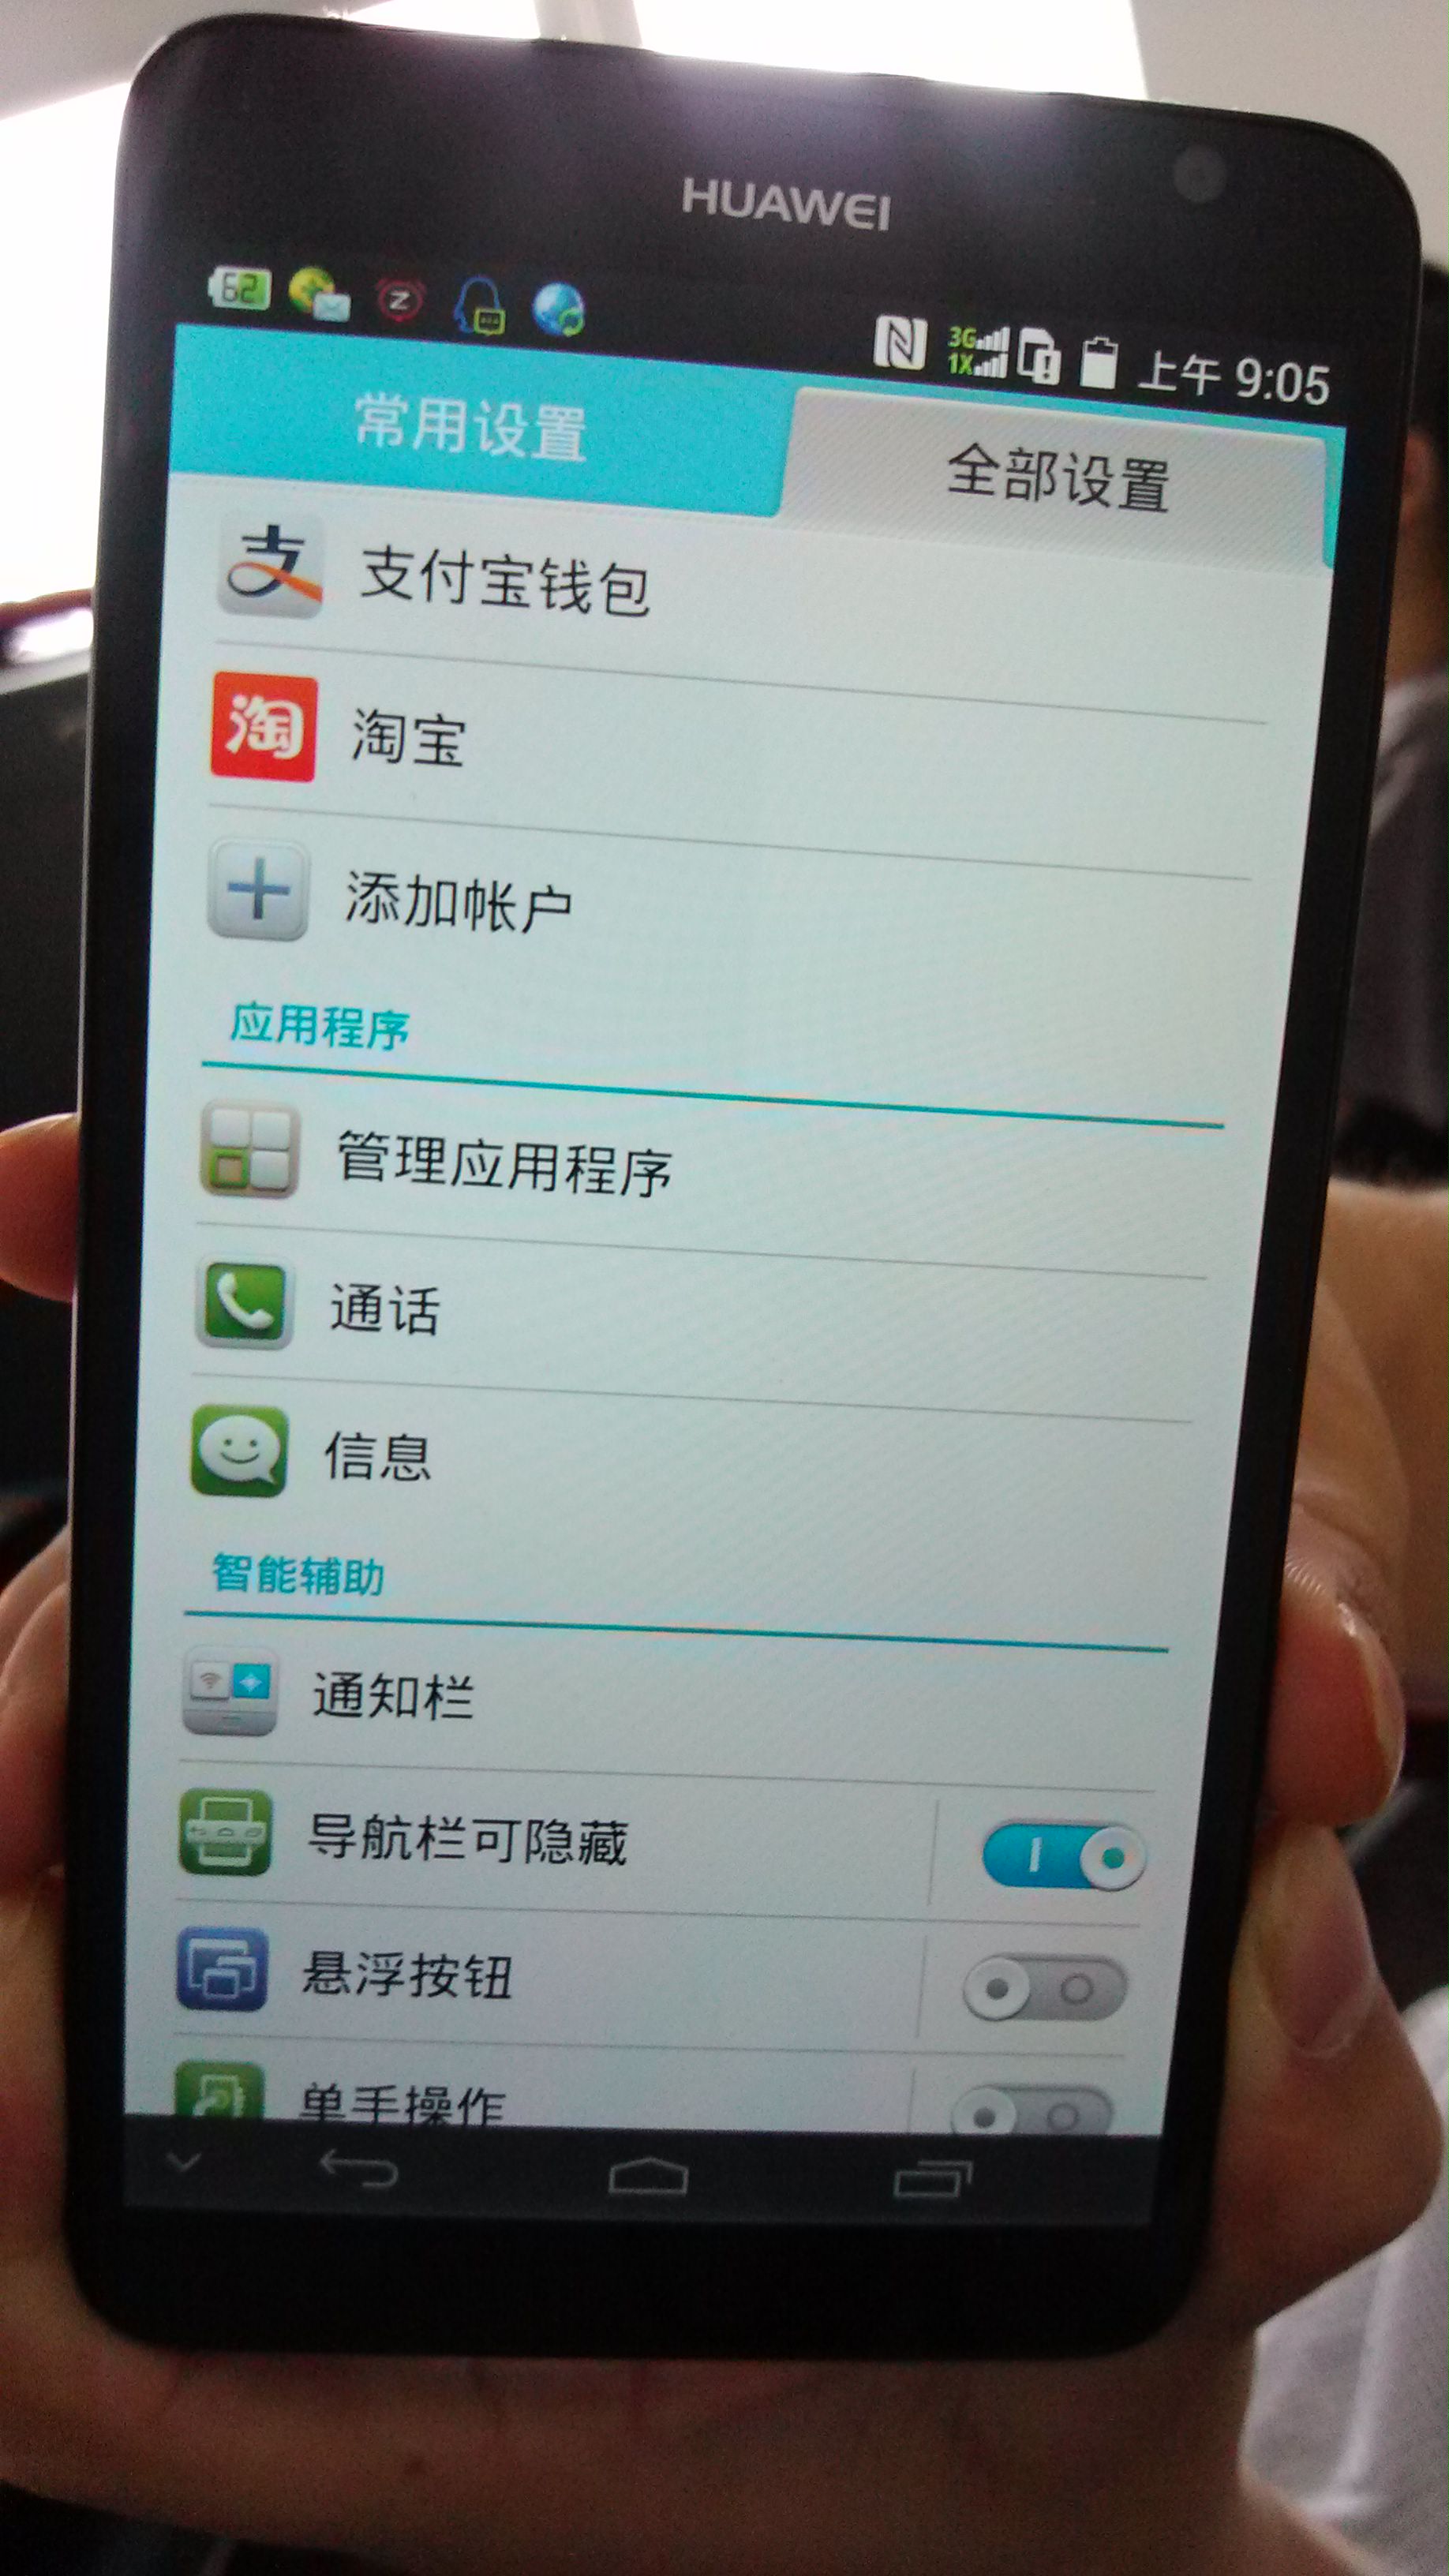 HUAWEI
62
Z
N 3G 1X 上午 9:05
常用设置 全部设置
支 支付宝钱包
淘 淘宝
添加帐户
应用程序
管理应用程序
通话
信息
智能辅助
通知栏
导航栏可隐藏
悬浮按钮
单手操作